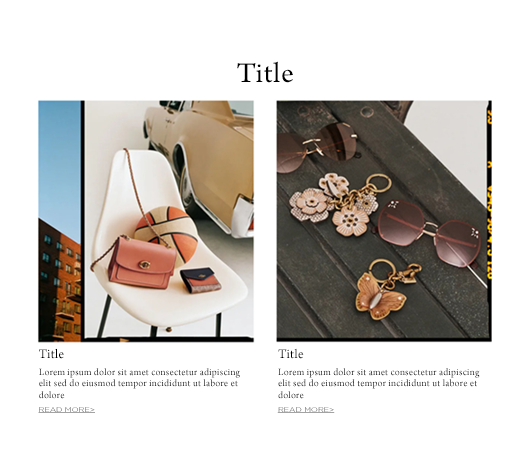 Title
Title
Lorem ipsum dolor sit amet consectetur adipiscing
elit sed do eiusmod tempor incididunt ut labore et
dolore
READ MORE>
Title
Lorem ipsum dolor sit amet consectetur adipiscing
elit sed do eiusmod tempor incididunt ut labore et
dolore
READ MORE>